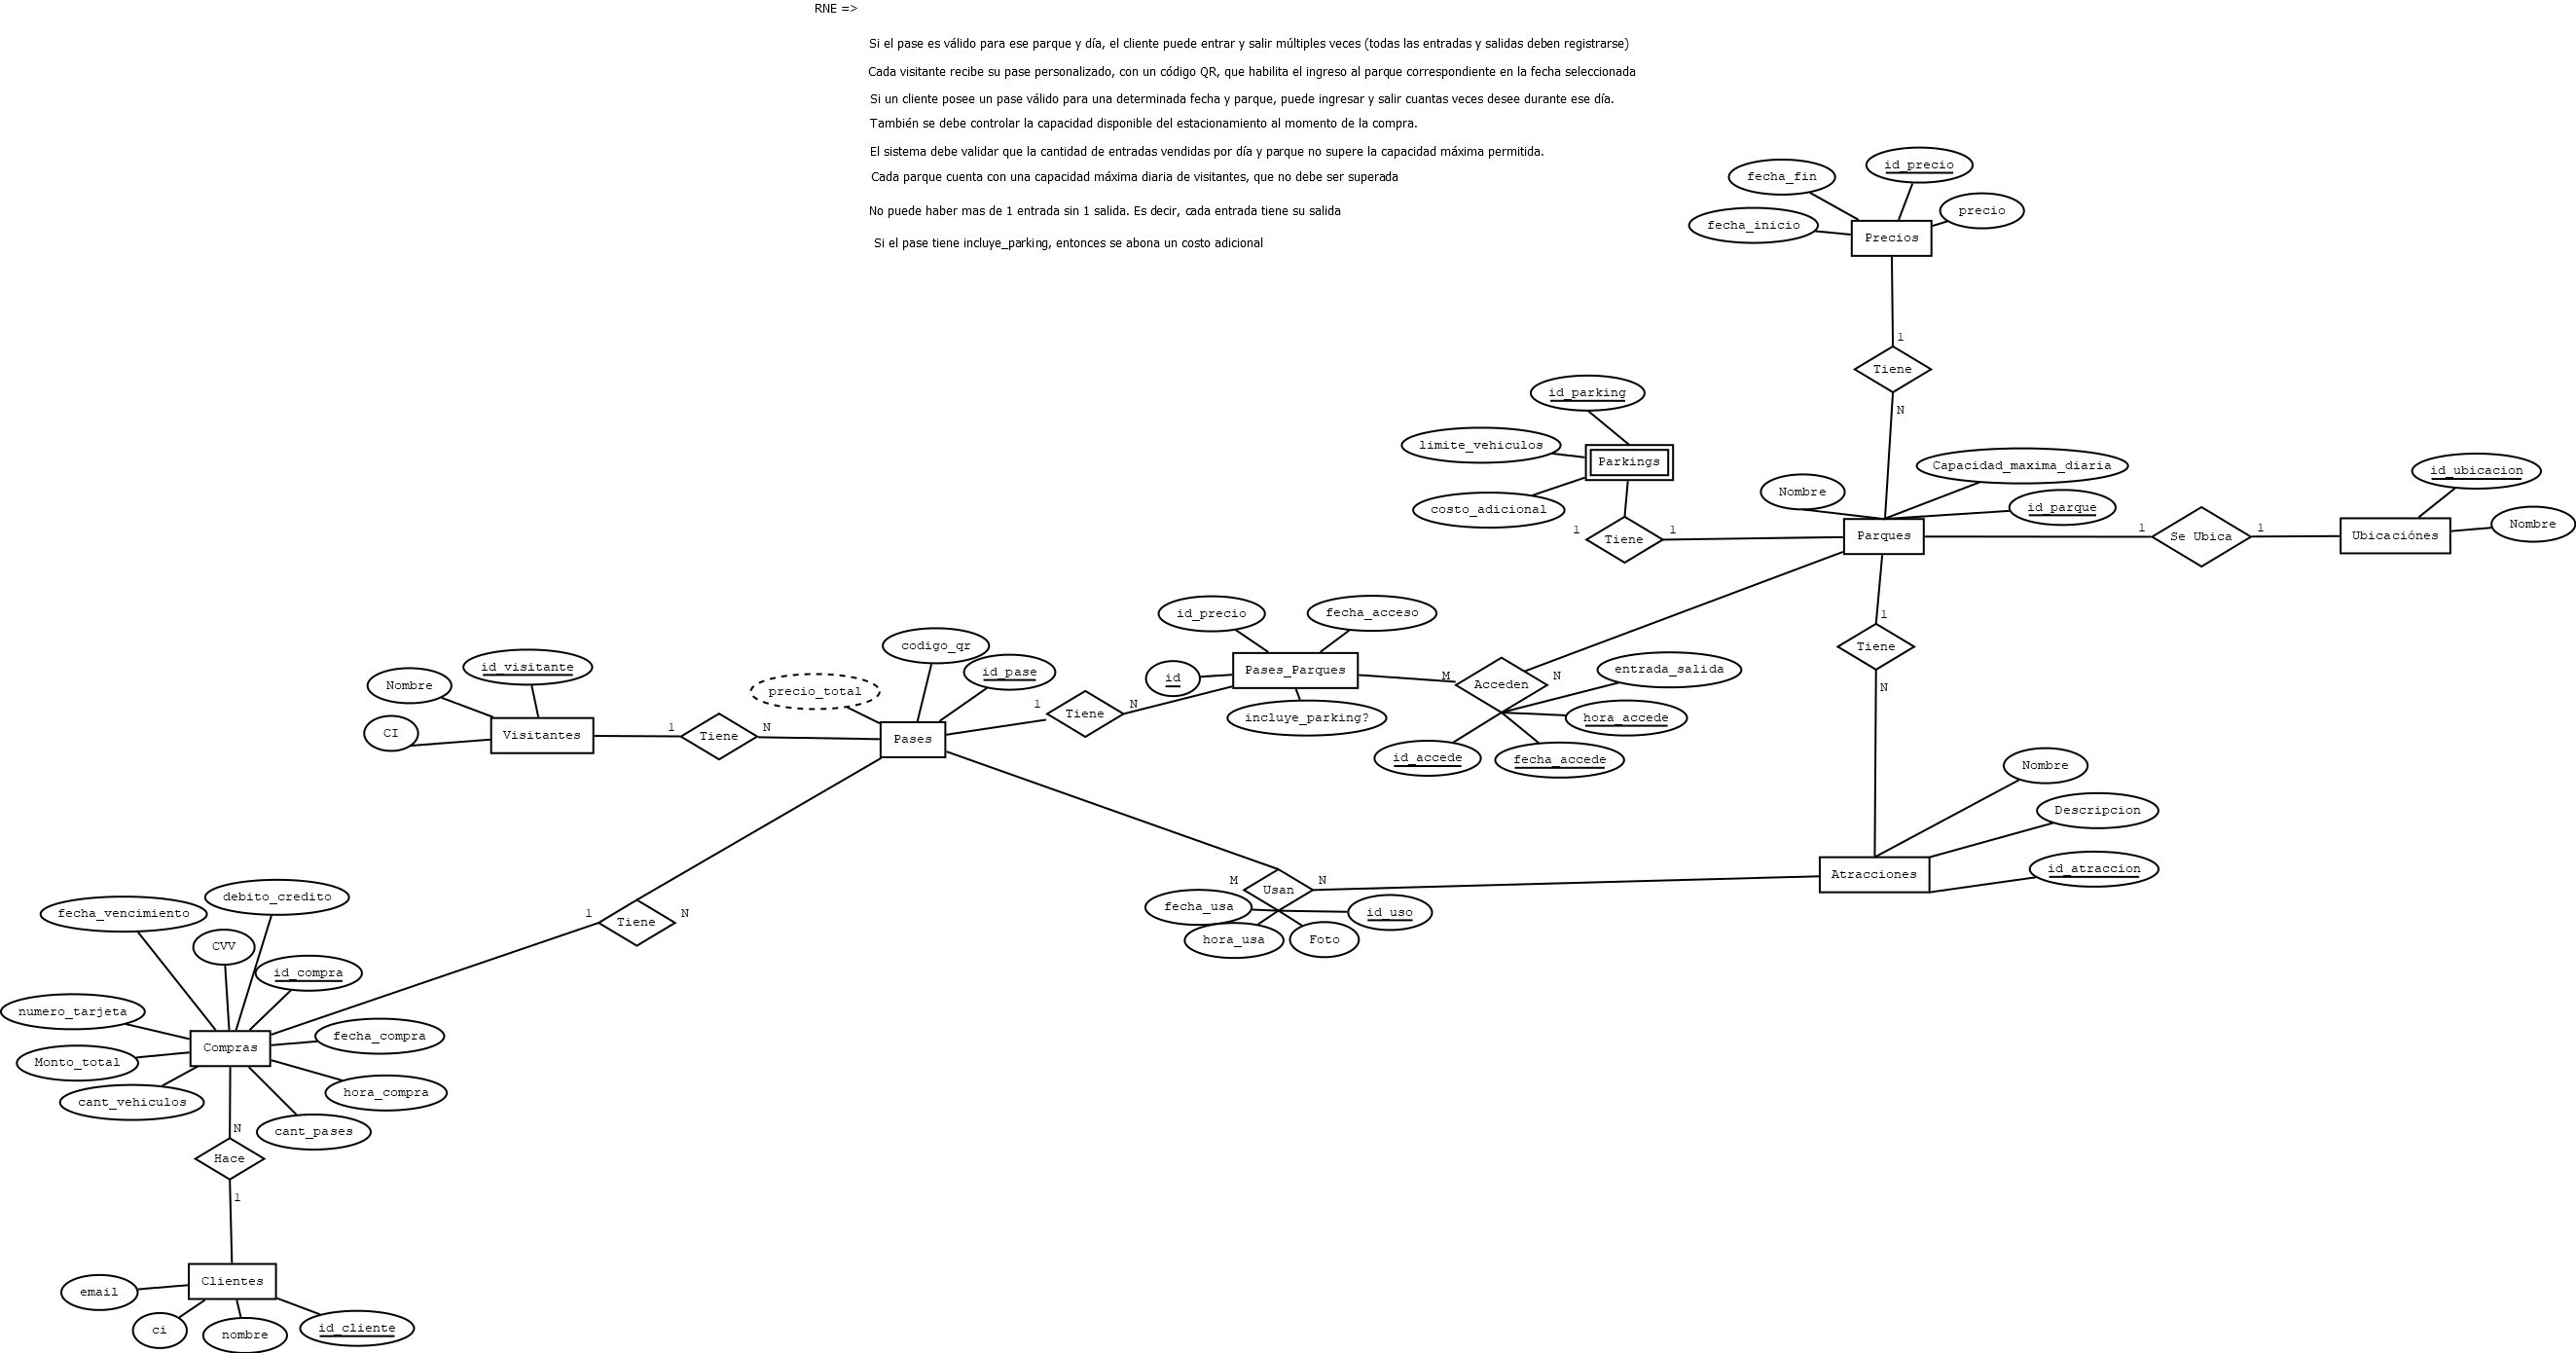 RNE =>
Si el pase es válido para ese parque y día, el cliente puede entrar y salir múltiples veces (todas las entradas y salidas deben registrarse)
Cada visitante recibe su pase personalizado, con un código QR, que habilita el ingreso al parque correspondiente en la fecha seleccionada
Si un cliente posee un pase válido para una determinada fecha y parque, puede ingresar y salir cuantas veces desee durante ese día.
También se debe controlar la capacidad disponible del estacionamiento al momento de la compra.
El sistema debe validar que la cantidad de entradas vendidas por día y parque no supere la capacidad máxima permitida.
Cada parque cuenta con una capacidad máxima diaria de visitantes, que no debe ser superada
No puede haber mas de 1 entrada sin 1 salida. Es decir, cada entrada tiene su salida
Si el pase tiene incluye_parking, entonces se abona un costo adicional
id_precio
fecha_fin
precio
fecha_inicio
Precios
1
Tiene
N
id_parking
limite_vehiculos
Parkings
costo_adicional
1
Tiene
1
Capacidad_maxima_diaria
Nombre
id_parque
Parques
1
Se Ubica
1
id_ubicacion
Nombre
Ubicaciónes
1
Tiene
N
id_precio
fecha_acceso
Pases_Parques
id
incluye_parking?
M
Acceden
N
entrada_salida
hora_accede
id_accede
fecha_accede
codigo_qr
id_pase
precio_total
Pases
1
Tiene
N
id_visitante
Nombre
CI
Visitantes
1
Tiene
N
Nombre
Descripcion
id_atraccion
Atracciones
M
Usan
N
fecha_usa
id_uso
hora_usa
Foto
1
Tiene
N
debito_credito
fecha_vencimiento
CVV
id_compra
numero_tarjeta
fecha_compra
Compras
Monto_total
hora_compra
cant_vehiculos
cant_pases
N
Hace
1
Clientes
email
ci
nombre
id_cliente